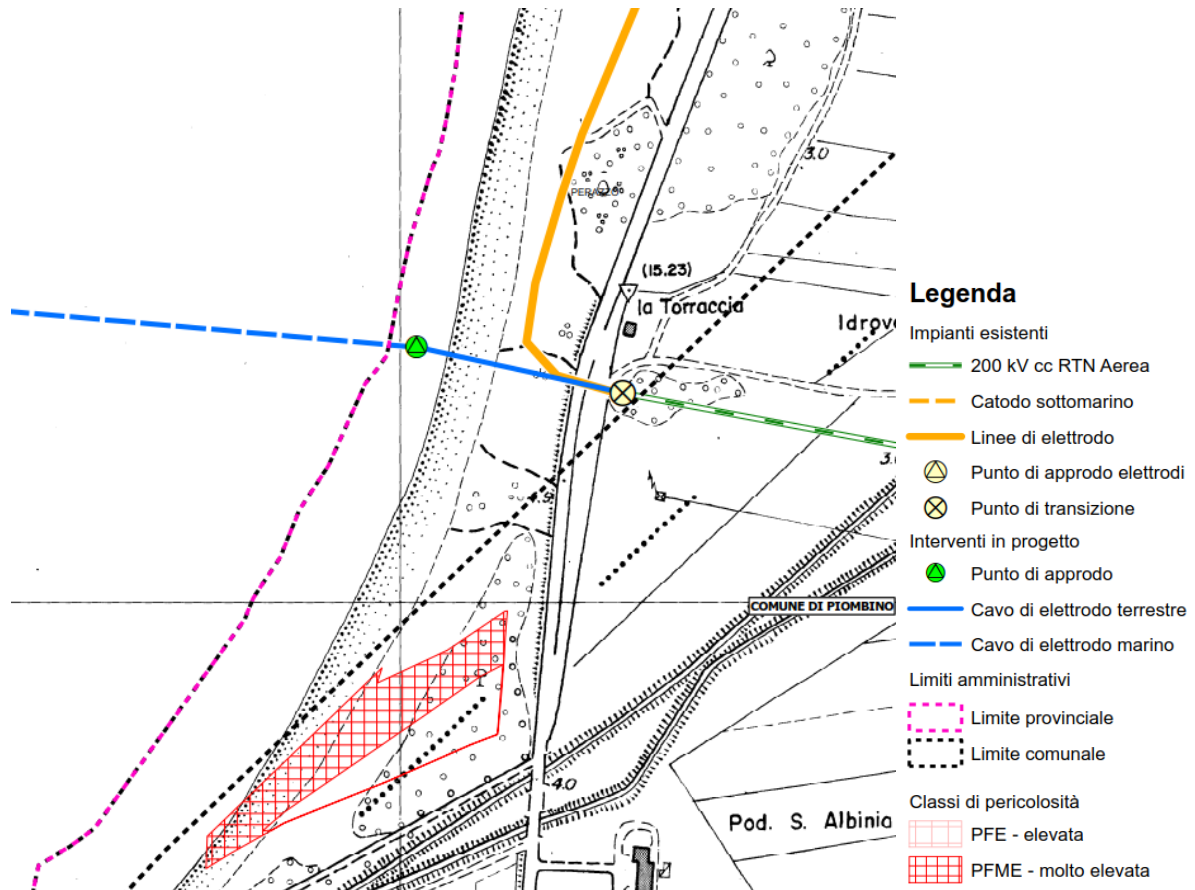 PERAZZO
3.0
(15.23)
la Torraccia
Idrov
COMUNE DI PIOMBINO
4.0
Pod. S. Albinia
Legenda
Impianti esistenti
200 kV cc RTN Aerea
Catodo sottomarino
Linee di elettrodo
Punto di approdo elettrodi
Punto di transizione
Interventi in progetto
Punto di approdo
Cavo di elettrodo terrestre
Cavo di elettrodo marino
Limiti amministrativi
Limite provinciale
Limite comunale
Classi di pericolosità
PFE - elevata
PFME - molto elevata